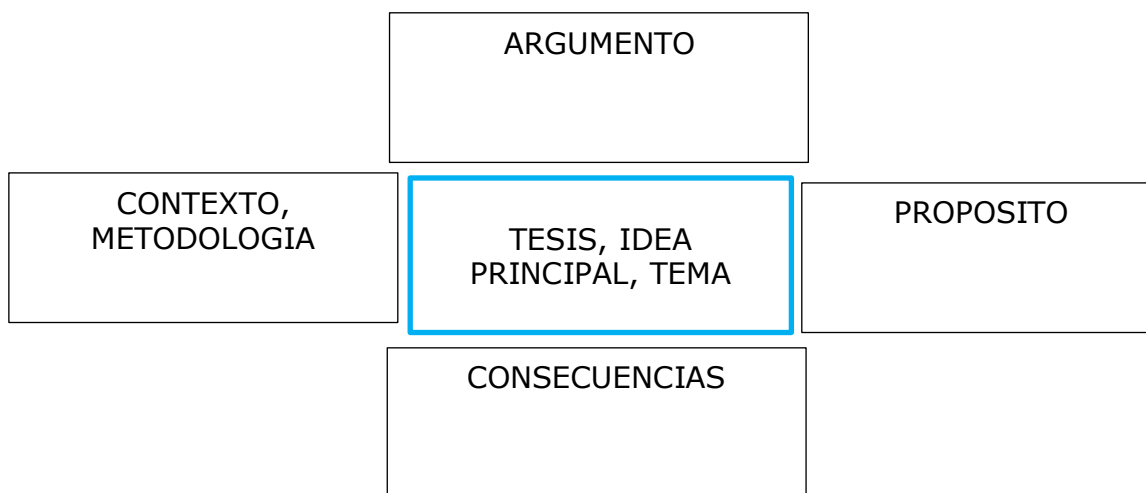 ARGUMENTO
CONTEXTO,
METODOLOGIA
TESIS, IDEA
PRINCIPAL, TEMA
PROPOSITO
CONSECUENCIAS